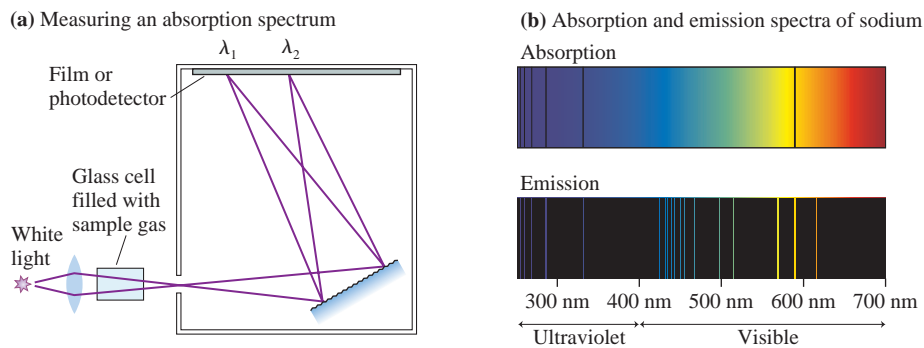 (a) Measuring an absorption spectrum
λ1 λ2
Film or
photodetector
Glass cell
filled with
sample gas
White
light
(b) Absorption and emission spectra of sodium
Absorption
Emission
300 nm 400 nm 500 nm 600 nm 700 nm
Ultraviolet Visible